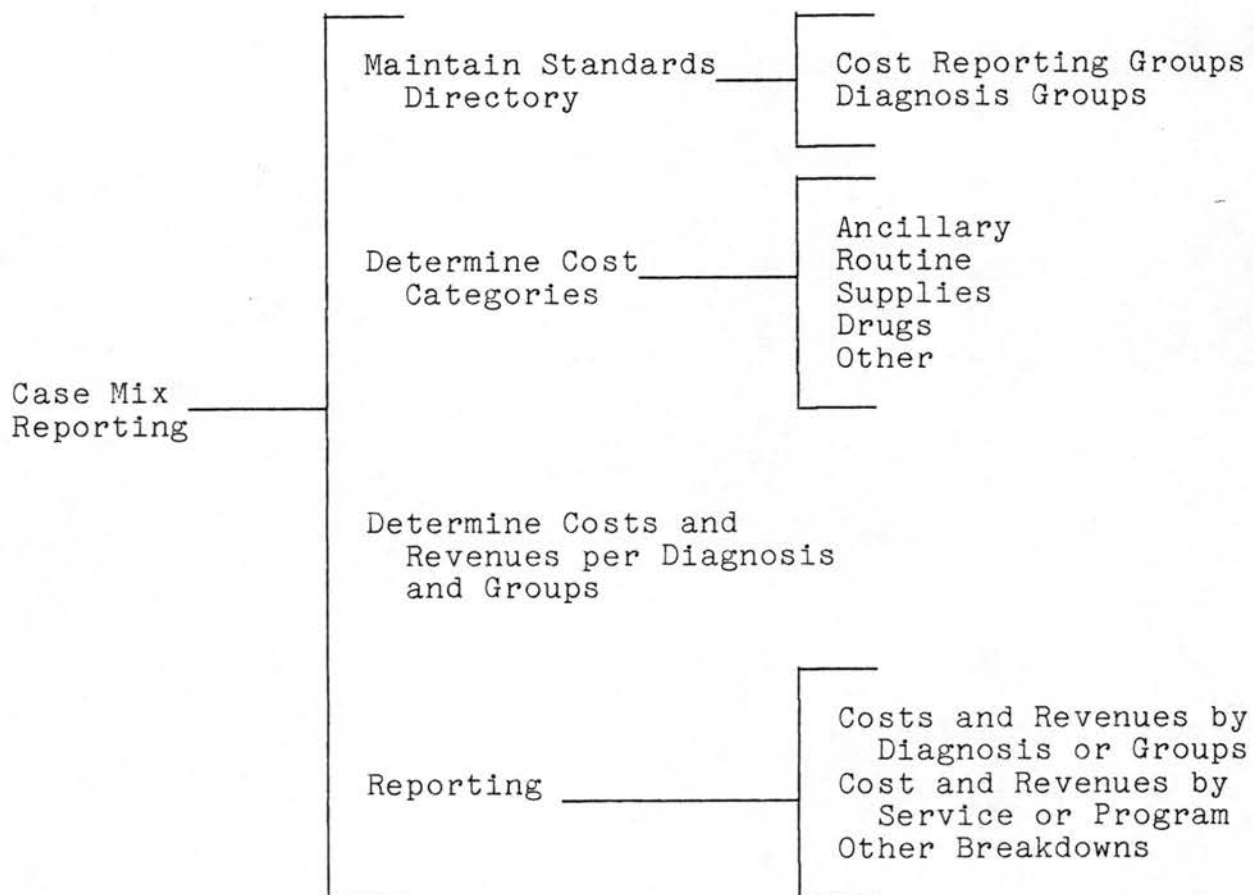 Case Mix
Reporting
Maintain Standards
Directory
Cost Reporting Groups
Diagnosis Groups
Determine Cost
Categories
Ancillary
Routine
Supplies
Drugs
Other
Determine Costs and
Revenues per Diagnosis
and Groups
Reporting
Costs and Revenues by
Diagnosis or Groups
Cost and Revenues by
Service or Program
Other Breakdowns